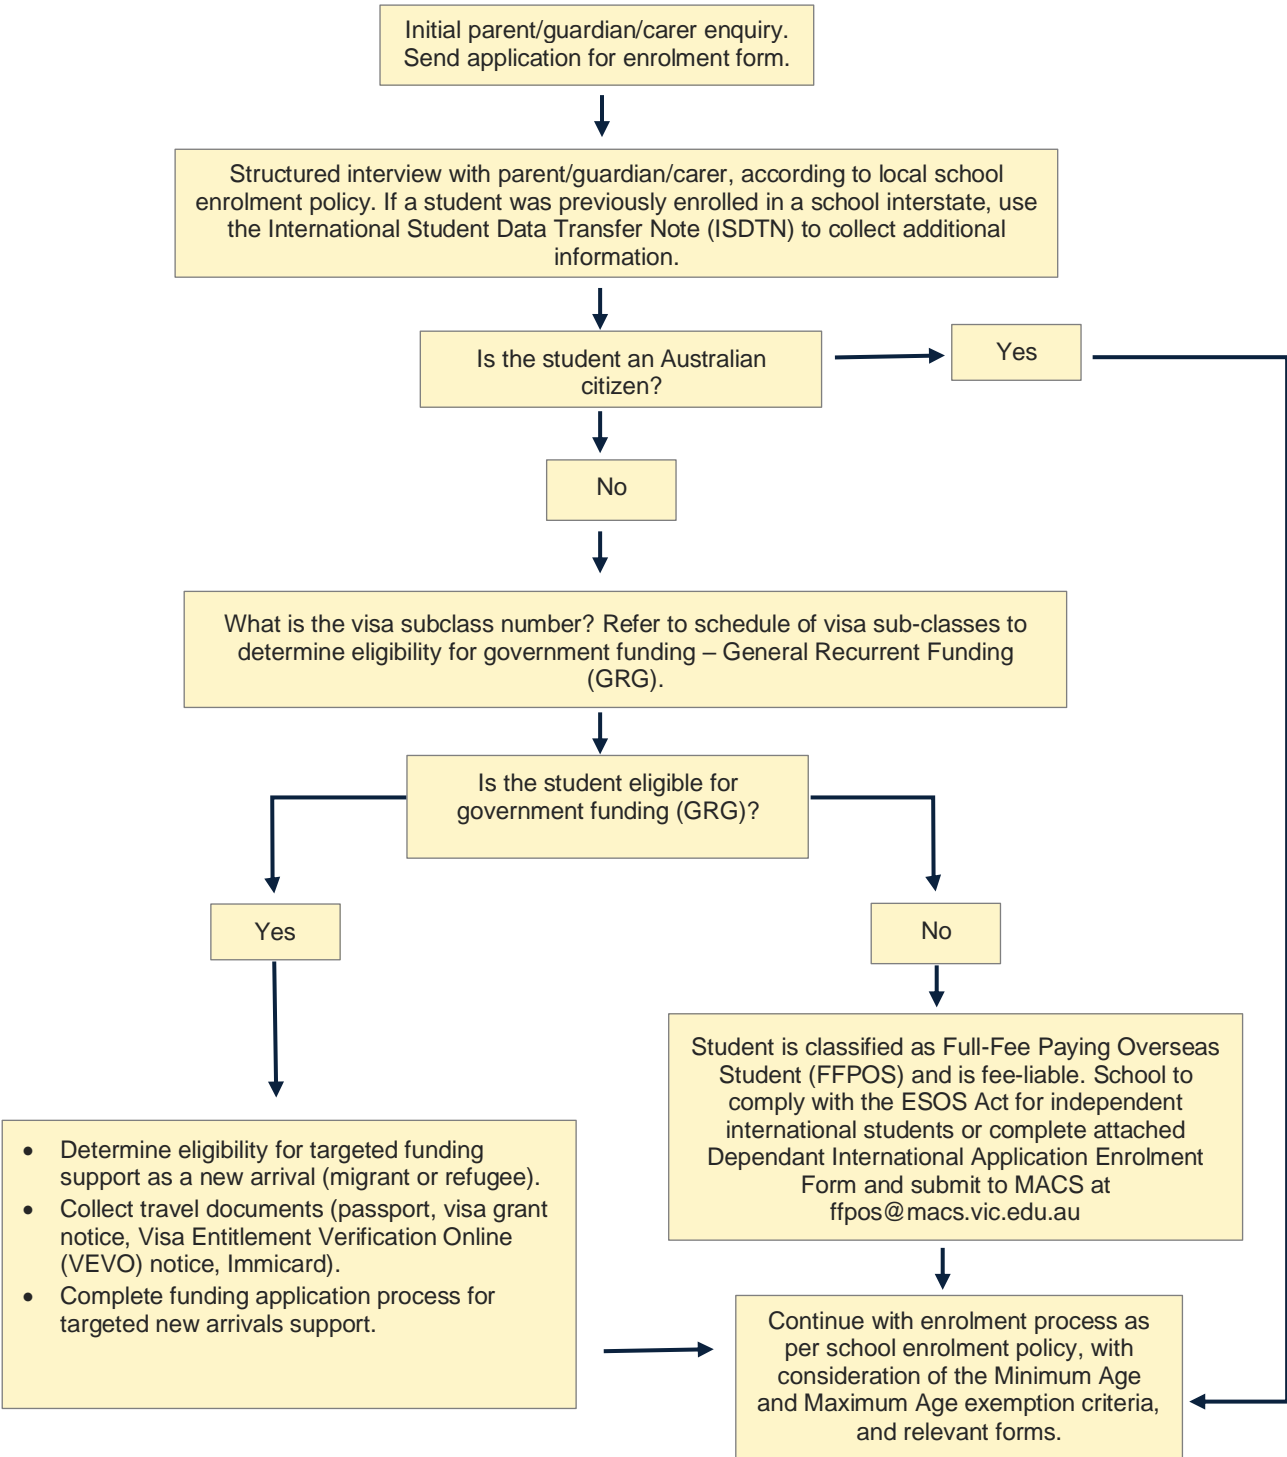 Initial parent/guardian/carer enquiry.
Send application for enrolment form.
Structured interview with parent/guardian/carer, according to local school
enrolment policy. If a student was previously enrolled in a school interstate, use
the International Student Data Transfer Note (ISDTN) to collect additional
information.
Is the student an Australian
citizen?
Yes
No
What is the visa subclass number? Refer to schedule of visa sub-classes to
determine eligibility for government funding – General Recurrent Funding
(GRG).
Is the student eligible for
government funding (GRG)?
Yes
No
Student is classified as Full-Fee Paying Overseas
Student (FFPOS) and is fee-liable. School to
comply with the ESOS Act for independent
international students or complete attached
Dependant International Application Enrolment
Form and submit to MACS at
ffpos@macs.vic.edu.au
• Determine eligibility for targeted funding
support as a new arrival (migrant or refugee).
• Collect travel documents (passport, visa grant
notice, Visa Entitlement Verification Online
(VEVO) notice, Immicard).
• Complete funding application process for
targeted new arrivals support.
Continue with enrolment process as
per school enrolment policy, with
consideration of the Minimum Age
and Maximum Age exemption criteria,
and relevant forms.